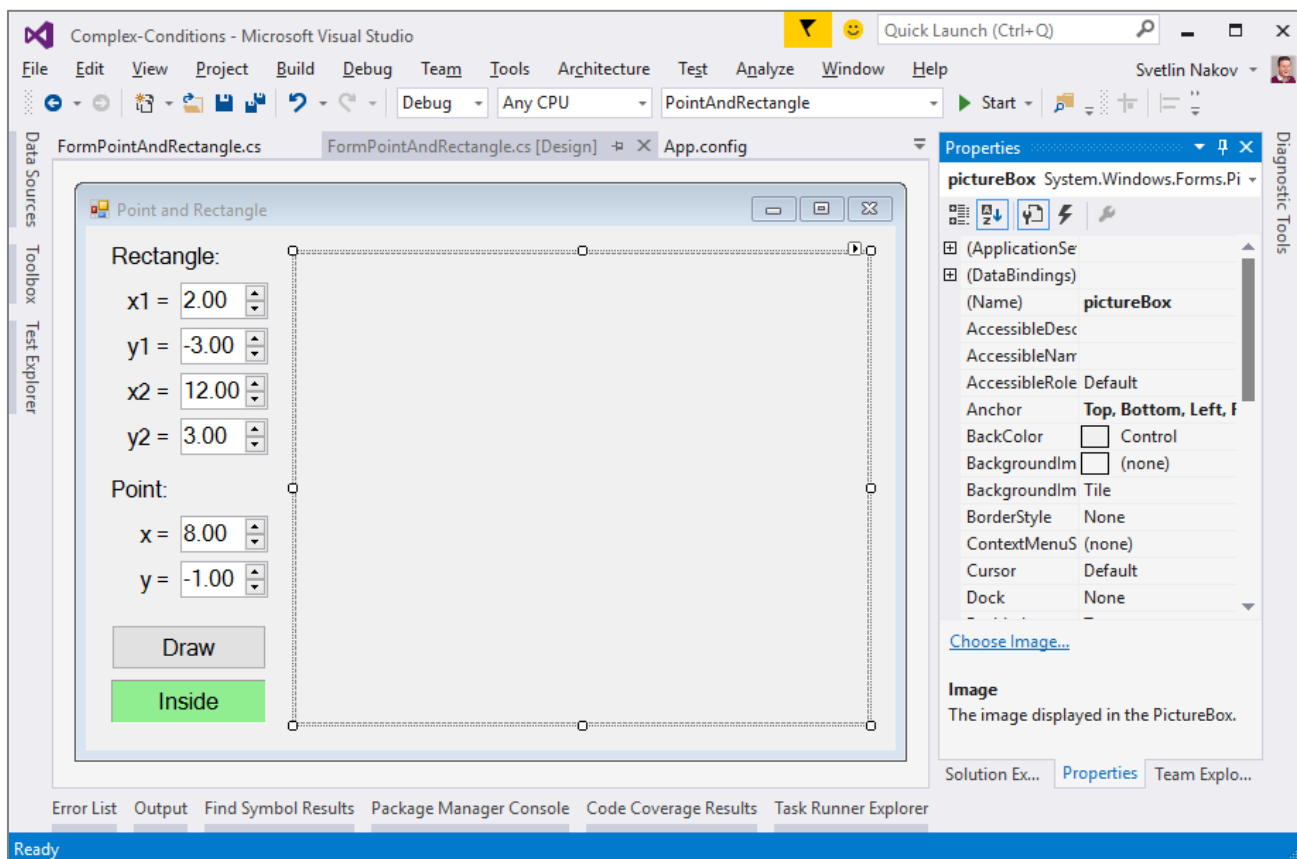 Complex-Conditions - Microsoft Visual Studio
Quick Launch (Ctrl+Q)
File Edit View Project Build Debug Team Tools Architecture Test Analyze Window Help
Svetlin Nakov
Debug Any CPU PointAndRectangle Start
Data Sources
Toolbox
Test Explorer
FormPointAndRectangle.cs FormPointAndRectangle.cs [Design] App.config
Point and Rectangle
Rectangle:
x1 = 2.00
y1 = -3.00
x2 = 12.00
y2 = 3.00
Point:
x = 8.00
y = -1.00
Draw
Inside
Properties
pictureBox System.Windows.Forms.Pi
(ApplicationSe
(DataBindings)
(Name) pictureBox
AccessibleDesc
AccessibleNam
AccessibleRole Default
Anchor Top, Bottom, Left, R
BackColor Control
BackgroundIm (none)
BackgroundIm Tile
BorderStyle None
ContextMenuS (none)
Cursor Default
Dock None
Choose Image...
Image
The image displayed in the PictureBox.
Solution Ex... Properties Team Explo...
Diagnostic Tools
Error List Output Find Symbol Results Package Manager Console Code Coverage Results Task Runner Explorer
Ready